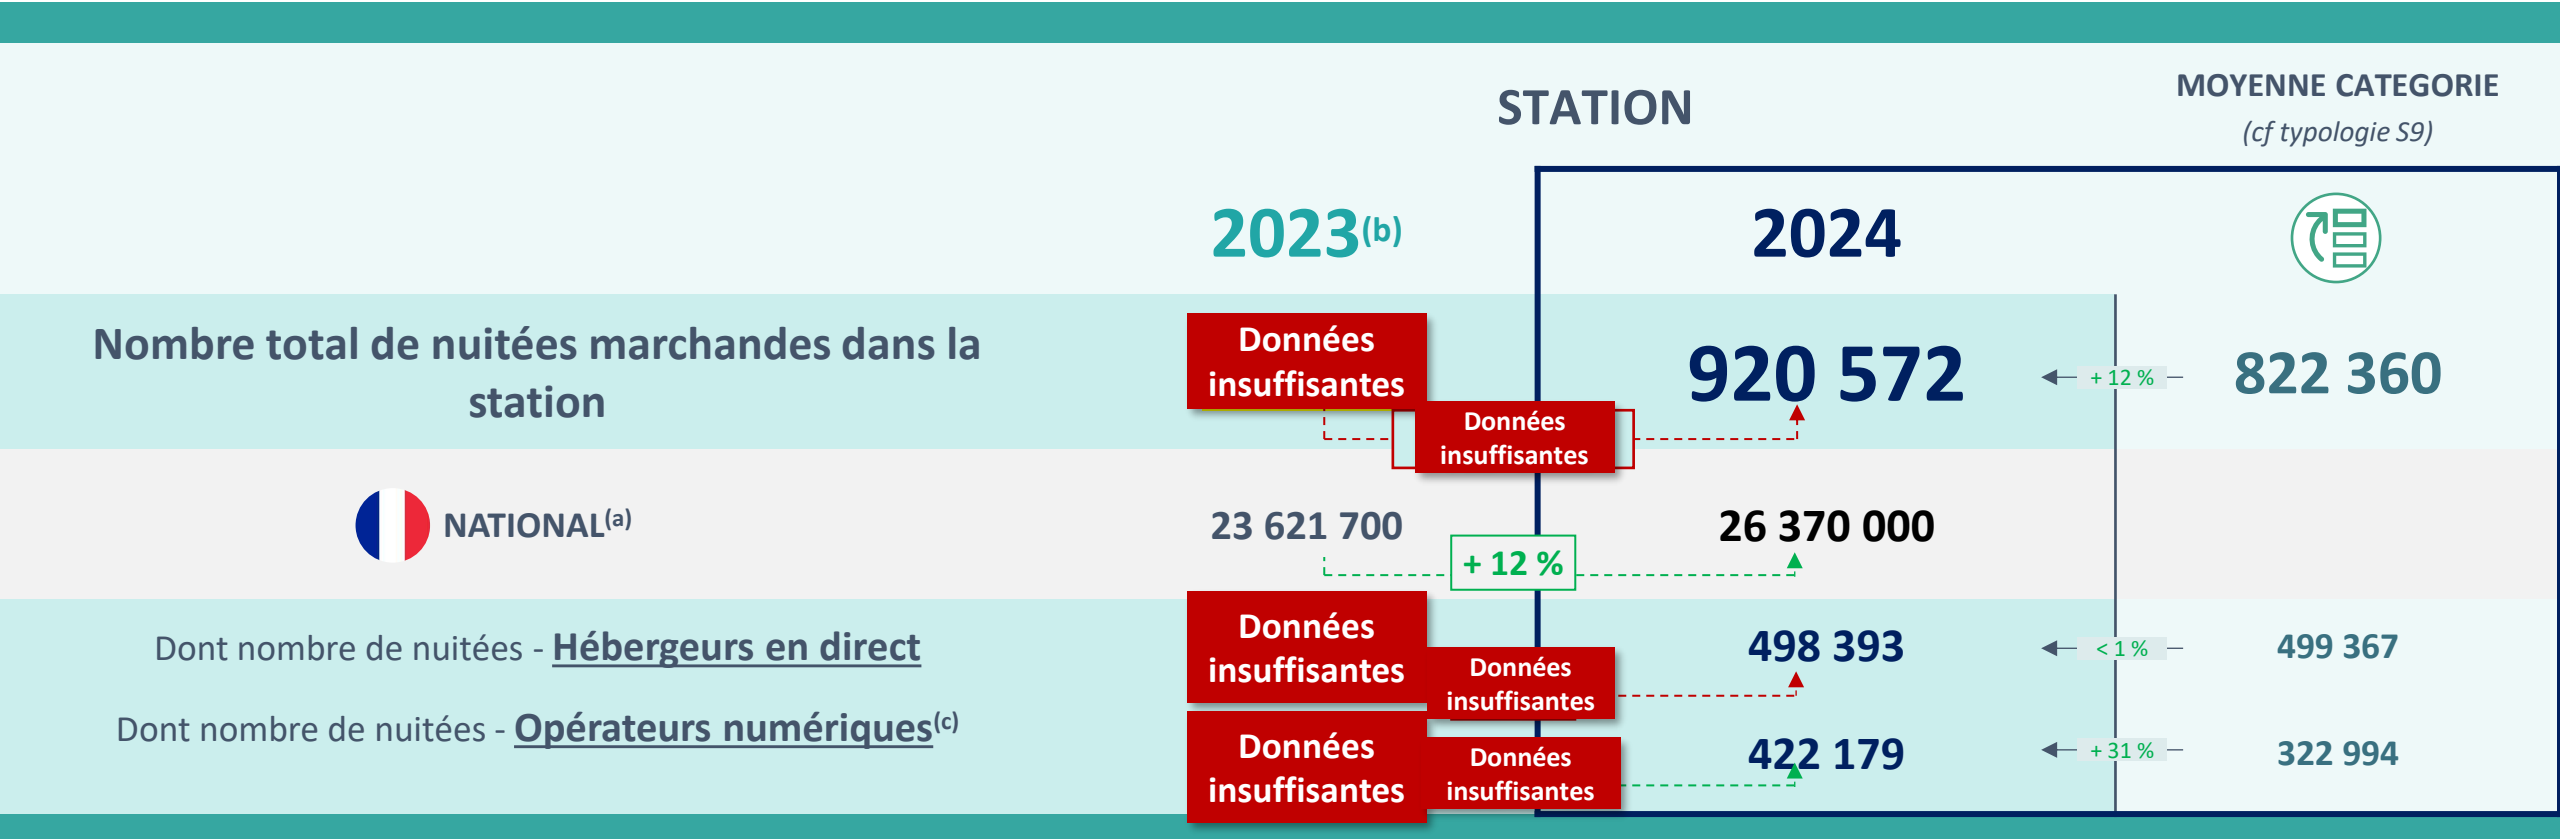 STATION
MOYENNE CATEGORIE
(cf typologie S9)
2023(b)
2024
Nombre total de nuitées marchandes dans la
station
Données
insuffisantes
920 572
+ 12 %
822 360
Données
insuffisantes
NATIONAL(a)
23 621 700
26 370 000
+ 12 %
Dont nombre de nuitées - Hébergeurs en direct
Données
insuffisantes
Données
insuffisantes
498 393
< 1 %
499 367
Dont nombre de nuitées - Opérateurs numériques(c)
Données
insuffisantes
Données
insuffisantes
422 179
+ 31 %
322 994